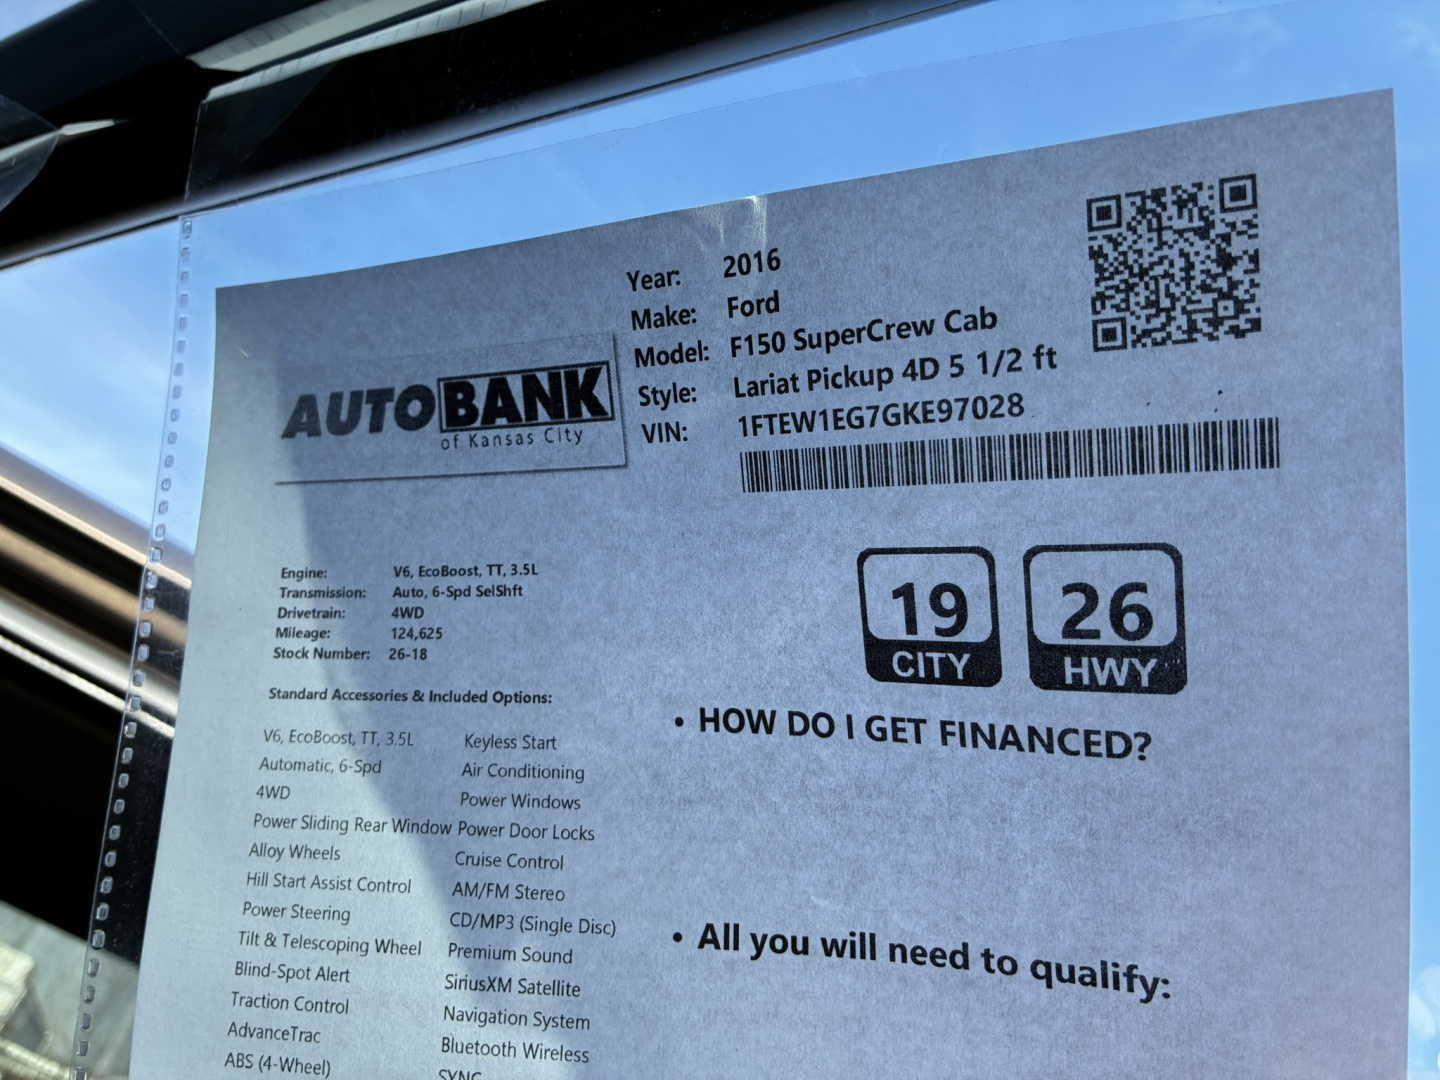 Year: 2016
Make: Ford
Model: F150 SuperCrew Cab
Style: Lariat Pickup 4D 5 1/2 ft
VIN: 1FTEW1EG7GKE97028
AUTOBANK
of Kansas City
Engine: V6, EcoBoost, TT, 3.5L
Transmission: Auto, 6-Spd SelShft
Drivetrain: 4WD
Mileage: 124,625
Stock Number: 26-18
19
CITY
26
HWY
Standard Accessories & Included Options:
V6, EcoBoost, TT, 3.5L Keyless Start
Automatic, 6-Spd Air Conditioning
4WD Power Windows
Power Sliding Rear Window Power Door Locks
Alloy Wheels Cruise Control
Hill Start Assist Control AM/FM Stereo
Power Steering CD/MP3 (Single Disc)
Tilt & Telescoping Wheel Premium Sound
Blind-Spot Alert SiriusXM Satellite
Traction Control Navigation System
AdvanceTrac Bluetooth Wireless
ABS (4-Wheel) SYNC
• HOW DO I GET FINANCED?
• All you will need to qualify: